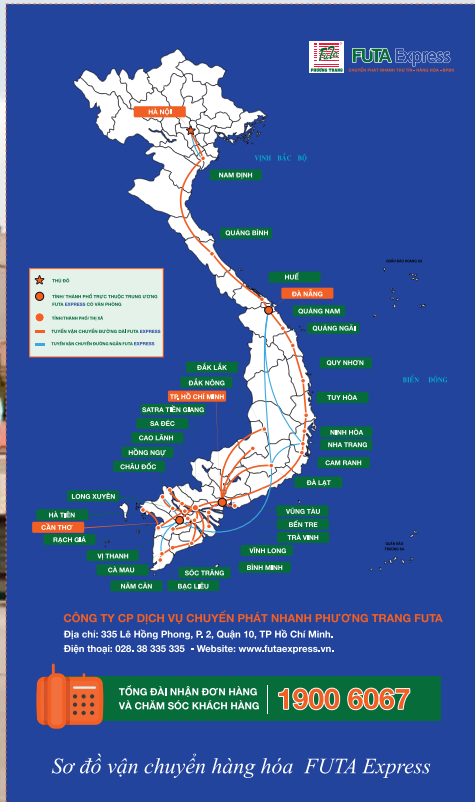 PHƯƠNG TRANG
FUTA Express
CHUYỂN PHÁT NHANH THƯ TÍN - HÀNG HÓA - BƯU
HÀ NỘI
VỊNH BẮC BỘ
NAM ĐỊNH
QUẢNG BÌNH
HUẾ
ĐÀ NẴNG
QUẢNG NAM
QUẢNG NGÃI
THỦ ĐÔ
TỈNH/ THÀNH PHỐ TRỰC THUỘC TRUNG ƯƠNG
FUTA EXPRESS CÓ VĂN PHÒNG
TỈNH/THÀNH PHỐ/ THỊ XÃ
TUYẾN VẬN CHUYỂN ĐƯỜNG DÀI FUTA EXPRESS
TUYẾN VẬN CHUYỂN ĐƯỜNG NGẮN FUTA EXPRESS
QUY NHƠN
BIỂN ĐÔNG
TUY HÒA
ĐẮK LẮK
ĐẮK NÔNG
TP. HỒ CHÍ MINH
SATRA TIỀN GIANG
SA ĐÉC
CAO LÃNH
HỒNG NGỰ
CHÂU ĐỐC
NINH HÒA
NHA TRANG
CAM RANH
ĐÀ LẠT
LONG XUYÊN
HÀ TIÊN
CẦN THƠ
RẠCH GIÁ
VỊ THANH
CÀ MAU
NĂM CĂN
SÓC TRĂNG
BẠC LIÊU
VŨNG TÀU
BẾN TRE
TRÀ VINH
VĨNH LONG
BÌNH MINH
CÔNG TY CP DỊCH VỤ CHUYỂN PHÁT NHANH PHƯƠNG TRANG FUTA
Địa chỉ: 335 Lê Hồng Phong, P, 2, Quận 10, TP Hồ Chí Minh.
Điện thoại: 028. 38 335 335 - Website: www.futaexpress.vn.
TỔNG ĐÀI NHẬN ĐƠN HÀNG
VÀ CHĂM SÓC KHÁCH HÀNG
1900 6067
Sơ đồ vận chuyển hàng hóa FUTA Express